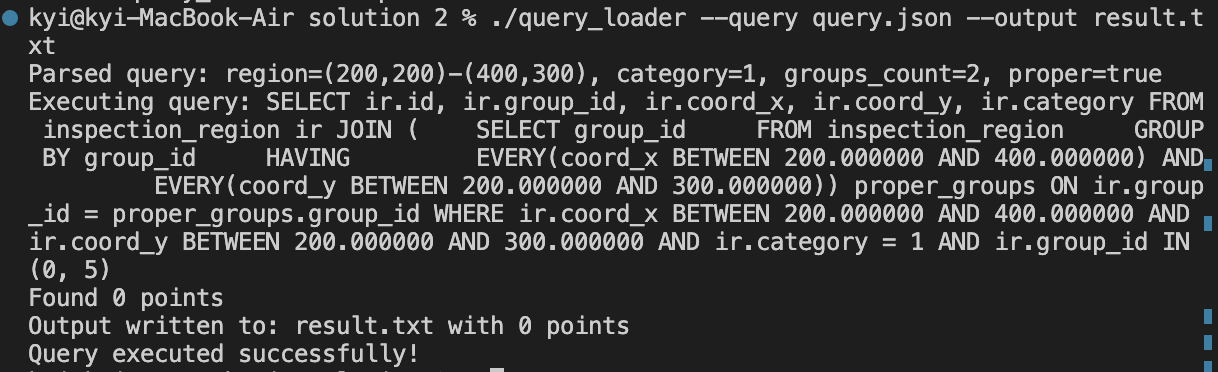 kyi@kyi-MacBook-Air solution 2 % ./query_loader --query query.json --output result.t
xt
Parsed query: region=(200,200)-(400,300), category=1, groups_count=2, proper=true
Executing query: SELECT ir.id, ir.group_id, ir.coord_x, ir.coord_y, ir.category FROM
 inspection_region ir JOIN (    SELECT group_id     FROM inspection_region     GROUP
 BY group_id     HAVING         EVERY(coord_x BETWEEN 200.000000 AND 400.000000) AND
         EVERY(coord_y BETWEEN 200.000000 AND 300.000000)) proper_groups ON ir.group
_id = proper_groups.group_id WHERE ir.coord_x BETWEEN 200.000000 AND 400.000000 AND
ir.coord_y BETWEEN 200.000000 AND 300.000000 AND ir.category = 1 AND ir.group_id IN
(0, 5)
Found 0 points
Output written to: result.txt with 0 points
Query executed successfully!